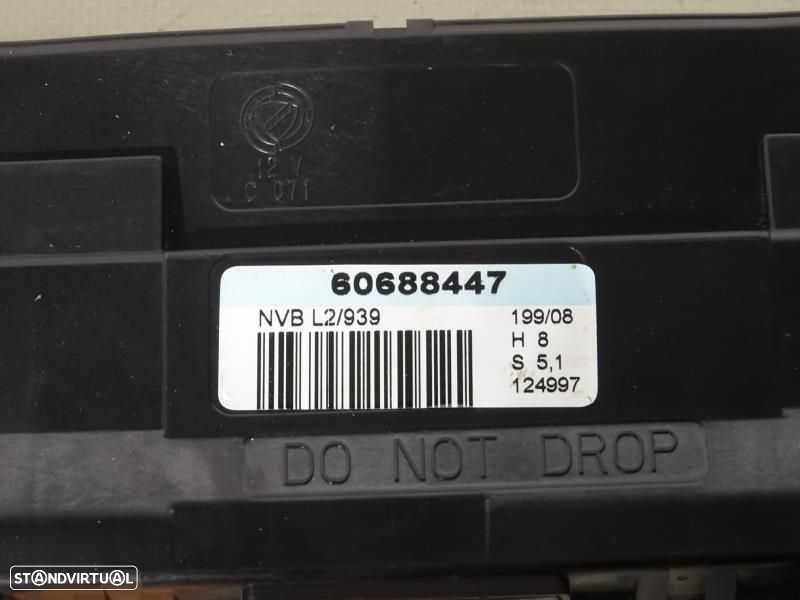 12 V
C 071
60688447
NVB L2/939
199/08
H 8
S 5,1
124997
DO NOT DROP
STANDVIRTUAL